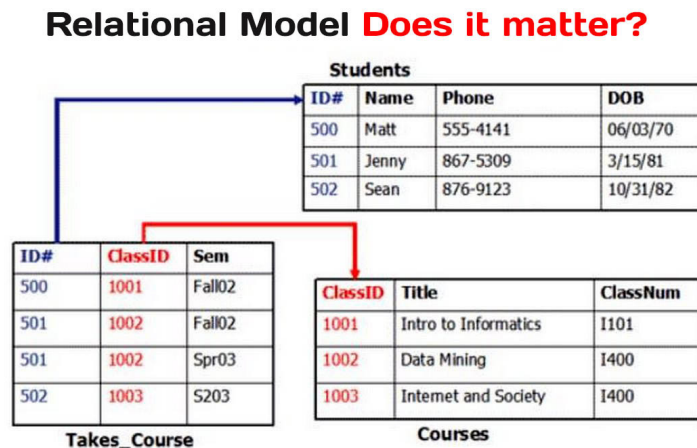 Relational Model Does it matter?
Students
ID# Name Phone DOB
500 Matt 555-4141 06/03/70
501 Jenny 867-5309 3/15/81
502 Sean 876-9123 10/31/82
ID# ClassID Sem
500 1001 Fall02
501 1002 Fall02
501 1002 Spr03
502 1003 S203
Takes_Course
ClassID Title ClassNum
1001 Intro to Informatics I101
1002 Data Mining I400
1003 Internet and Society I400
Courses